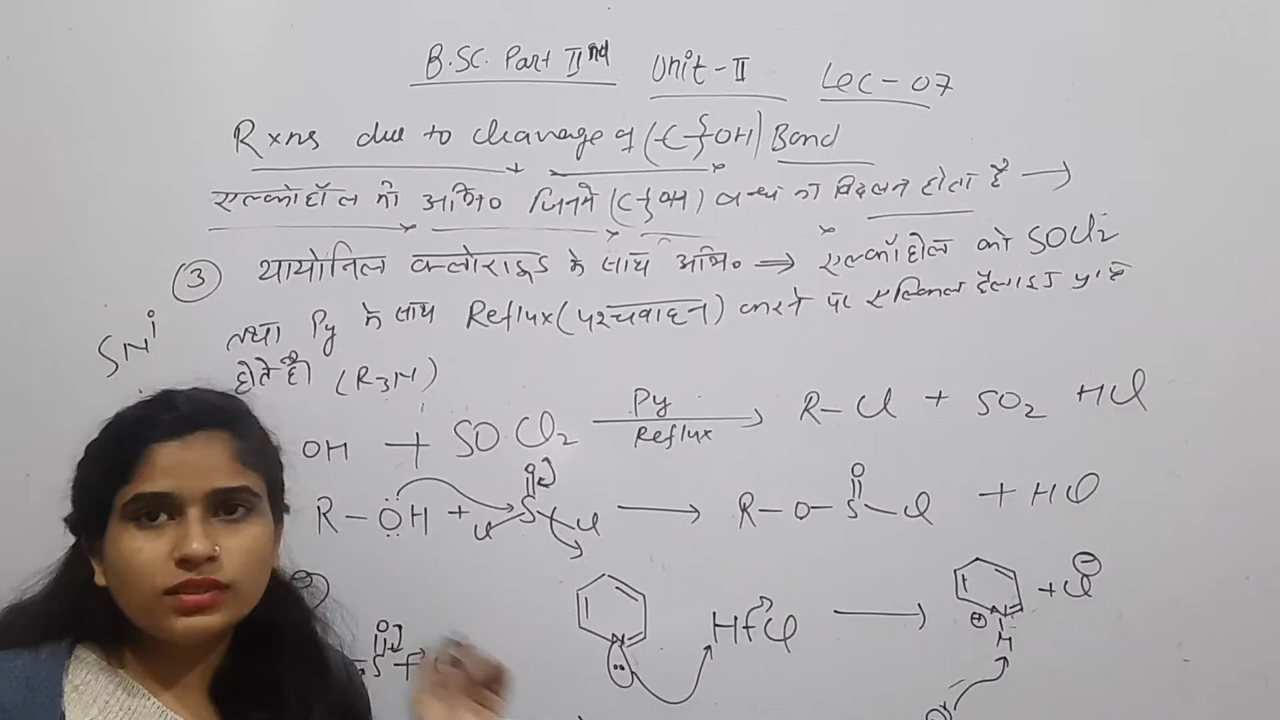 B.SC. Part IInd Unit-II Lec-07
Rxns due to cleavage of (C-OH) Bond
एल्कोहॉल की अभि० जिनमें (C-OH) बन्ध का विदलन होता है →
③ थायोनिल क्लोराइड के साथ अभि० ⇒ एल्कॉहोल को SOCl2
तथा Py के साथ Reflux (पश्चवाहन) करने पर एल्किल हैलाइड प्राप्त
होते है। (R3N)
SNi
OH + SOCl2 Py Reflux → R-Cl + SO2 HCl
R-OH + O S Cl Cl → R-O-S-Cl O + HCl
N H Cl → N H ⊕ + Cl⊖
O S